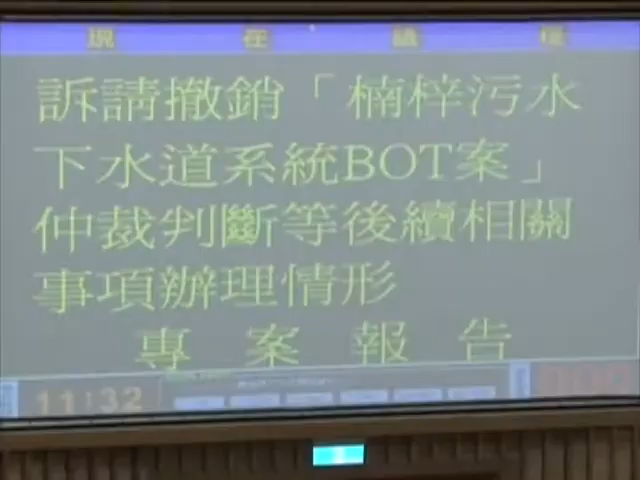 現在議程
訴請撤銷「楠梓污水
下水道系統BOT案」
仲裁判斷等後續相關
事項辦理情形
專案報告
11:32